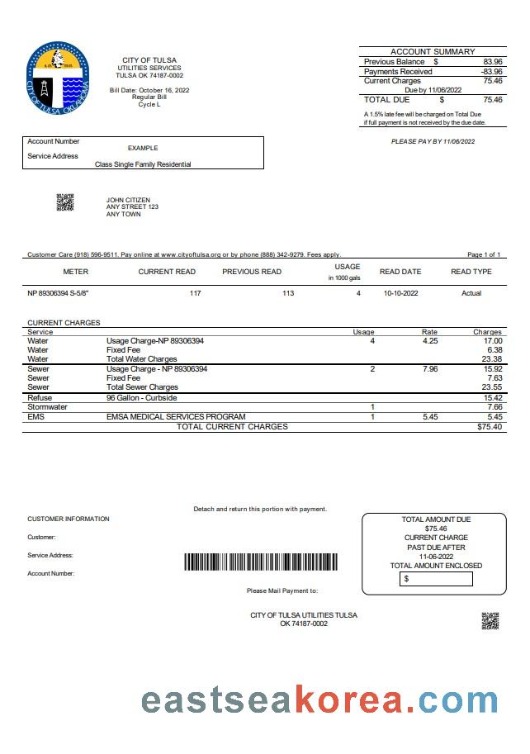 CITY OF TULSA OKLAHOMA
CITY OF TULSA
UTILITIES SERVICES
TULSA OK 74187-0002
Bill Date: October 16, 2022
Regular Bill
Cycle L
ACCOUNT SUMMARY
Previous Balance $ 83.96
Payments Received -83.96
Current Charges 75.46
Due by 11/06/2022
TOTAL DUE $ 75.46
A 1.5% late fee will be charged on Total Due
if full payment is not received by the due date.
PLEASE PAY BY 11/06/2022
Account Number EXAMPLE
Service Address
Class Single Family Residential
JOHN CITIZEN
ANY STREET 123
ANY TOWN
Customer Care (918) 596-9511. Pay online at www.cityoftulsa.org or by phone (888) 342-9279. Fees apply. Page 1 of 1
METER CURRENT READ PREVIOUS READ USAGE in 1000 gals READ DATE READ TYPE
NP 89306394 S-5/8" 117 113 4 10-10-2022 Actual
CURRENT CHARGES
Service Usage Rate Charges
Water Usage Charge-NP 89306394 4 4.25 17.00
Water Fixed Fee 6.38
Water Total Water Charges 23.38
Sewer Usage Charge - NP 89306394 2 7.96 15.92
Sewer Fixed Fee 7.63
Sewer Total Sewer Charges 23.55
Refuse 96 Gallon - Curbside 15.42
Stormwater 1 7.66
EMS EMSA MEDICAL SERVICES PROGRAM 1 5.45 5.45
TOTAL CURRENT CHARGES $75.40
Detach and return this portion with payment.
CUSTOMER INFORMATION
Customer:
Service Address:
Account Number:
TOTAL AMOUNT DUE
$75.46
CURRENT CHARGE
PAST DUE AFTER
11-06-2022
TOTAL AMOUNT ENCLOSED
$
Please Mail Payment to:
CITY OF TULSA UTILITIES TULSA
OK 74187-0002
eastseakorea.com